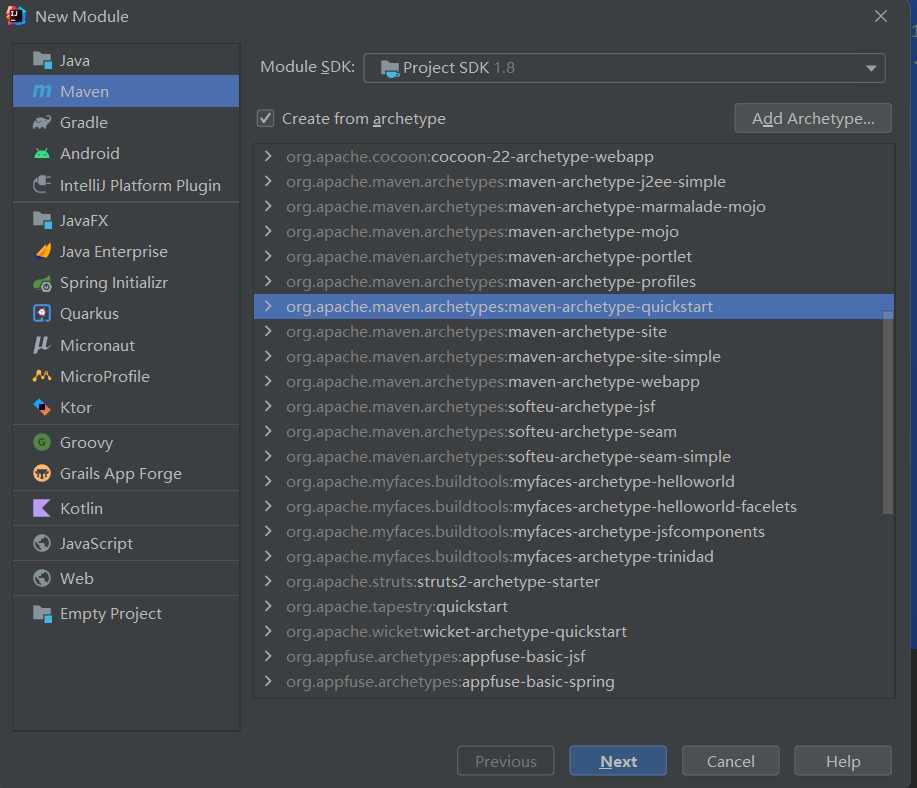 New Module
Java
Maven
Gradle
Android
IntelliJ Platform Plugin
JavaFX
Java Enterprise
Spring Initializr
Quarkus
Micronaut
MicroProfile
Ktor
Groovy
Grails App Forge
Kotlin
JavaScript
Web
Empty Project
Module SDK: Project SDK 1.8
Create from archetype Add Archetype...
org.apache.cocoon:cocoon-22-archetype-webapp
org.apache.maven.archetypes:maven-archetype-j2ee-simple
org.apache.maven.archetypes:maven-archetype-marmalade-mojo
org.apache.maven.archetypes:maven-archetype-mojo
org.apache.maven.archetypes:maven-archetype-portlet
org.apache.maven.archetypes:maven-archetype-profiles
org.apache.maven.archetypes:maven-archetype-quickstart
org.apache.maven.archetypes:maven-archetype-site
org.apache.maven.archetypes:maven-archetype-site-simple
org.apache.maven.archetypes:maven-archetype-webapp
org.apache.maven.archetypes:softeu-archetype-jsf
org.apache.maven.archetypes:softeu-archetype-seam
org.apache.maven.archetypes:softeu-archetype-seam-simple
org.apache.myfaces.buildtools:myfaces-archetype-helloworld
org.apache.myfaces.buildtools:myfaces-archetype-helloworld-facelets
org.apache.myfaces.buildtools:myfaces-archetype-jsfcomponents
org.apache.myfaces.buildtools:myfaces-archetype-trinidad
org.apache.struts:struts2-archetype-starter
org.apache.tapestry:quickstart
org.apache.wicket:wicket-archetype-quickstart
org.appfuse.archetypes:appfuse-basic-jsf
org.appfuse.archetypes:appfuse-basic-spring
Previous Next Cancel Help